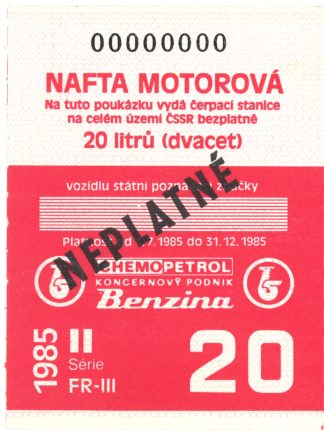 00000000
NAFTA MOTOROVÁ
Na tuto poukázku vydá čerpací stanice
na celém území ČSSR bezplatně
20 litrů (dvacet)
vozidlu státní poznávací značky
Platnost od 1.7. 1985 do 31.12.1985
NEPLATNÉ
CHEMOPETROL
KONCERNOVÝ PODNIK
Benzina
1985
II
Série
FR-III
20